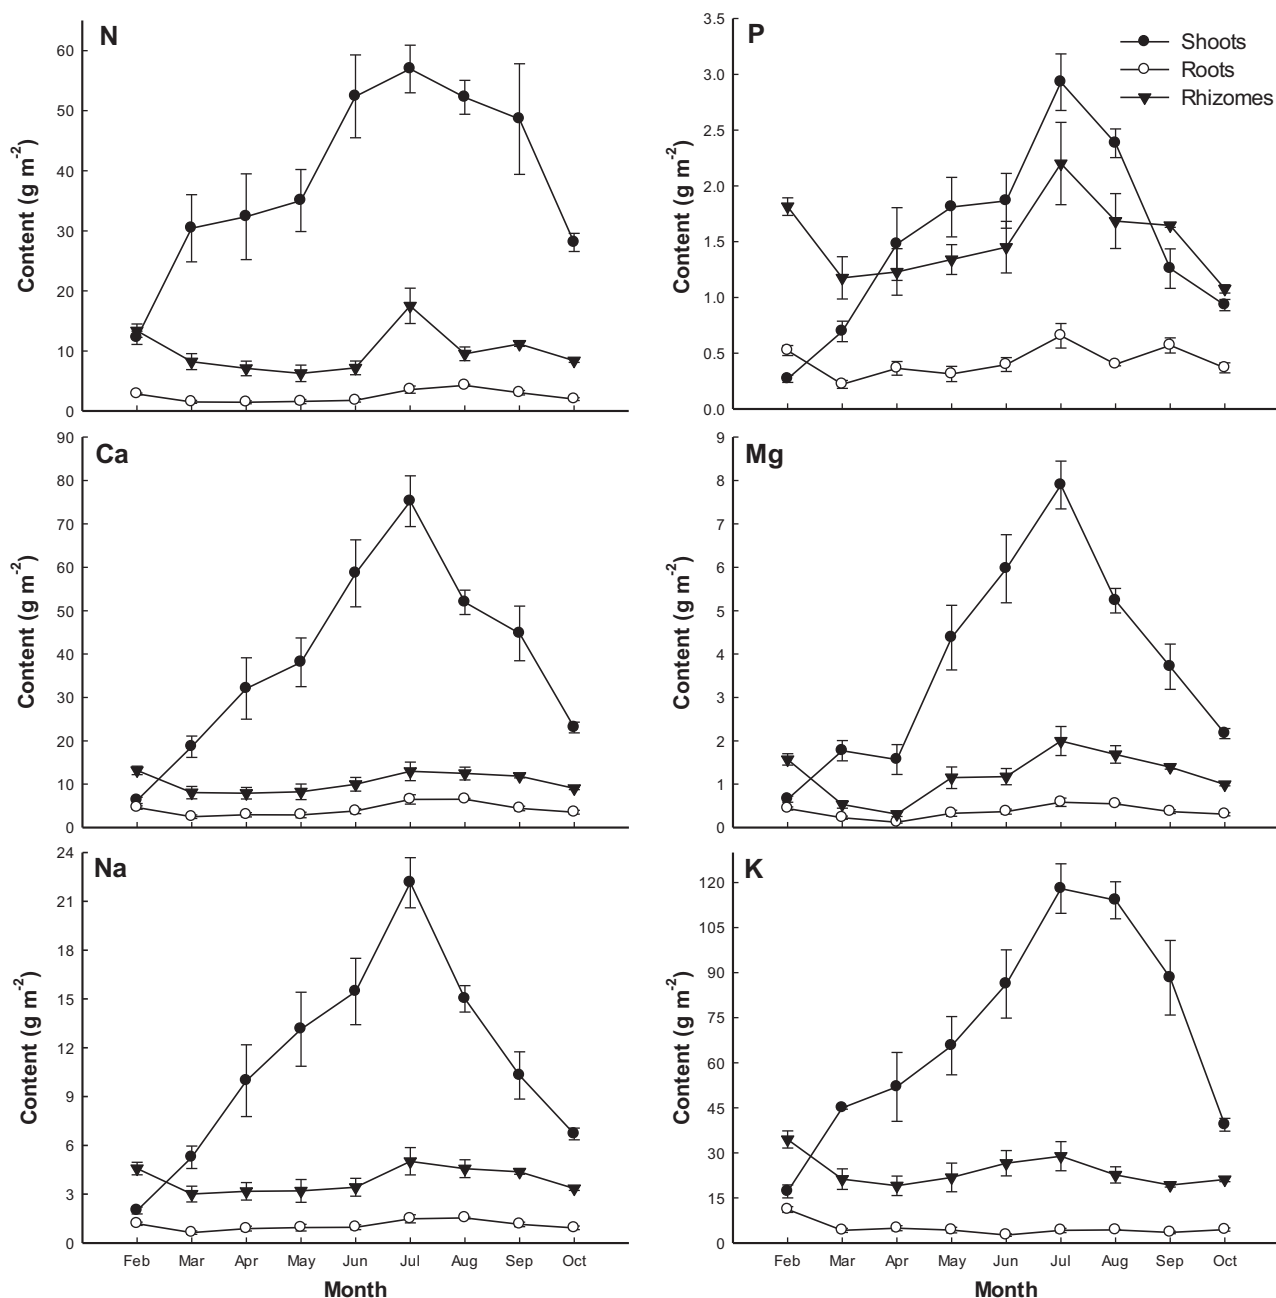 N
Content (g m-2)
60
50
40
30
20
10
0
P
Content (g m-2)
3.5
3.0
2.5
2.0
1.5
1.0
0.5
0.0
Shoots
Roots
Rhizomes
Ca
Content (g m-2)
90
80
70
60
50
40
30
20
10
0
Mg
Content (g m-2)
9
8
7
6
5
4
3
2
1
0
Na
Content (g m-2)
24
21
18
15
12
9
6
3
0
Feb Mar Apr May Jun Jul Aug Sep Oct
Month
K
Content (g m-2)
120
105
90
75
60
45
30
15
0
Feb Mar Apr May Jun Jul Aug Sep Oct
Month